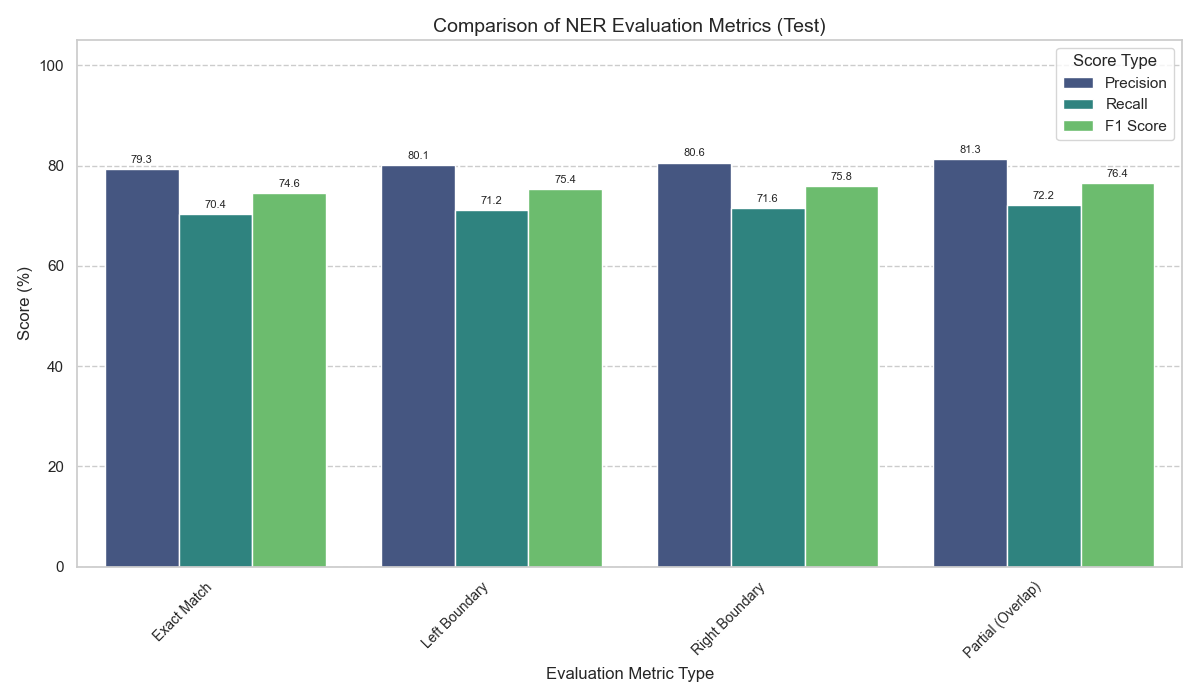 Comparison of NER Evaluation Metrics (Test)
Score Type
Precision
Recall
F1 Score
Score (%)
100
80
60
40
20
0
79.3
70.4
74.6
80.1
71.2
75.4
80.6
71.6
75.8
81.3
72.2
76.4
Exact Match
Left Boundary
Right Boundary
Partial (Overlap)
Evaluation Metric Type